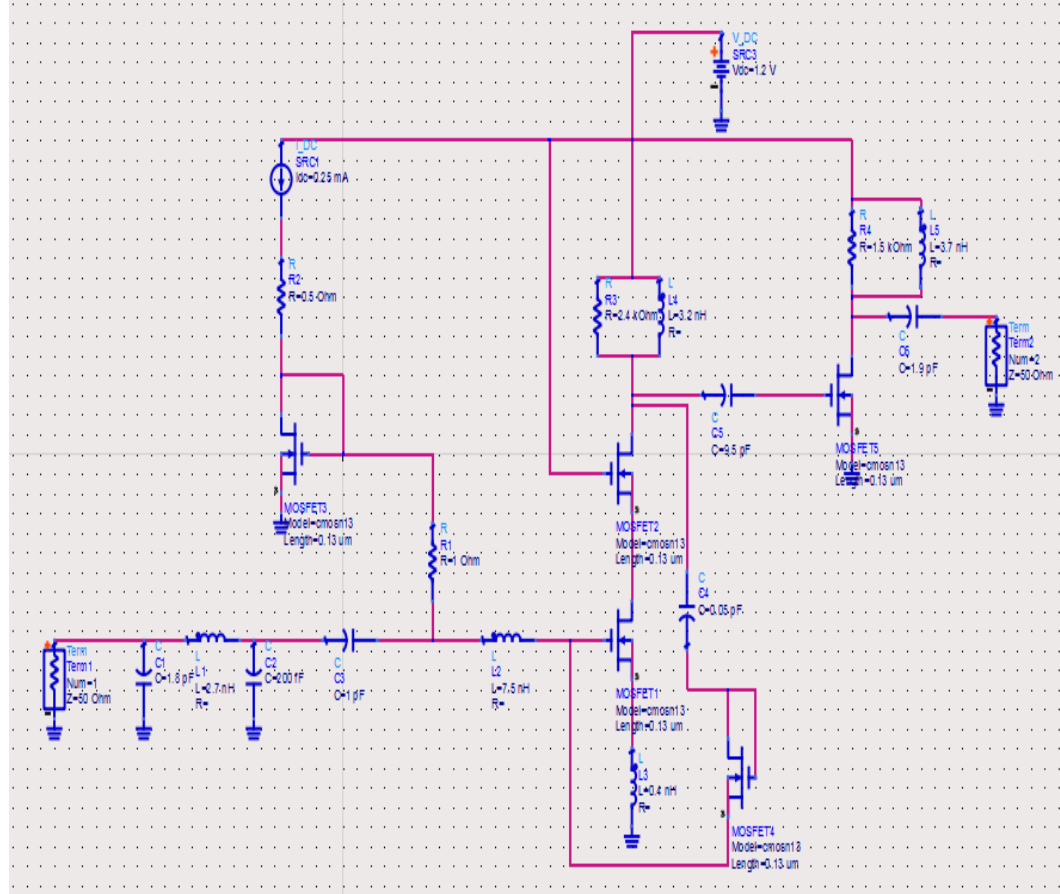 V_DC
SRC3
Vdc=1.2 V
I_DC
SRC1
Idc=0.25 mA
R
R2
R=0.5 Ohm
R
R4
R=1.5 kOhm
L
L5
L=3.7 nH
R=
R
R3
R=2.4 kOhm
L
L4
L=3.2 nH
R=
C
C6
C=1.9 pF
Term
Term2
Num=2
Z=50 Ohm
C
C5
C=9.5 pF
MOSFET5
Model=cmosn13
Length=0.13 um
MOSFET3
Model=cmosn13
Length=0.13 um
MOSFET2
Model=cmosn13
Length=0.13 um
R
R1
R=1 Ohm
C
C4
C=0.05 pF
Term
Term1
Num=1
Z=50 Ohm
C
C1
C=1.8 pF
L
L1
L=2.7 nH
R=
C
C2
C=200 fF
C
C3
C=1 pF
L
L2
L=7.5 nH
R=
MOSFET1
Model=cmosn13
Length=0.13 um
L
L3
L=0.4 nH
R=
MOSFET4
Model=cmosn13
Length=0.13 um